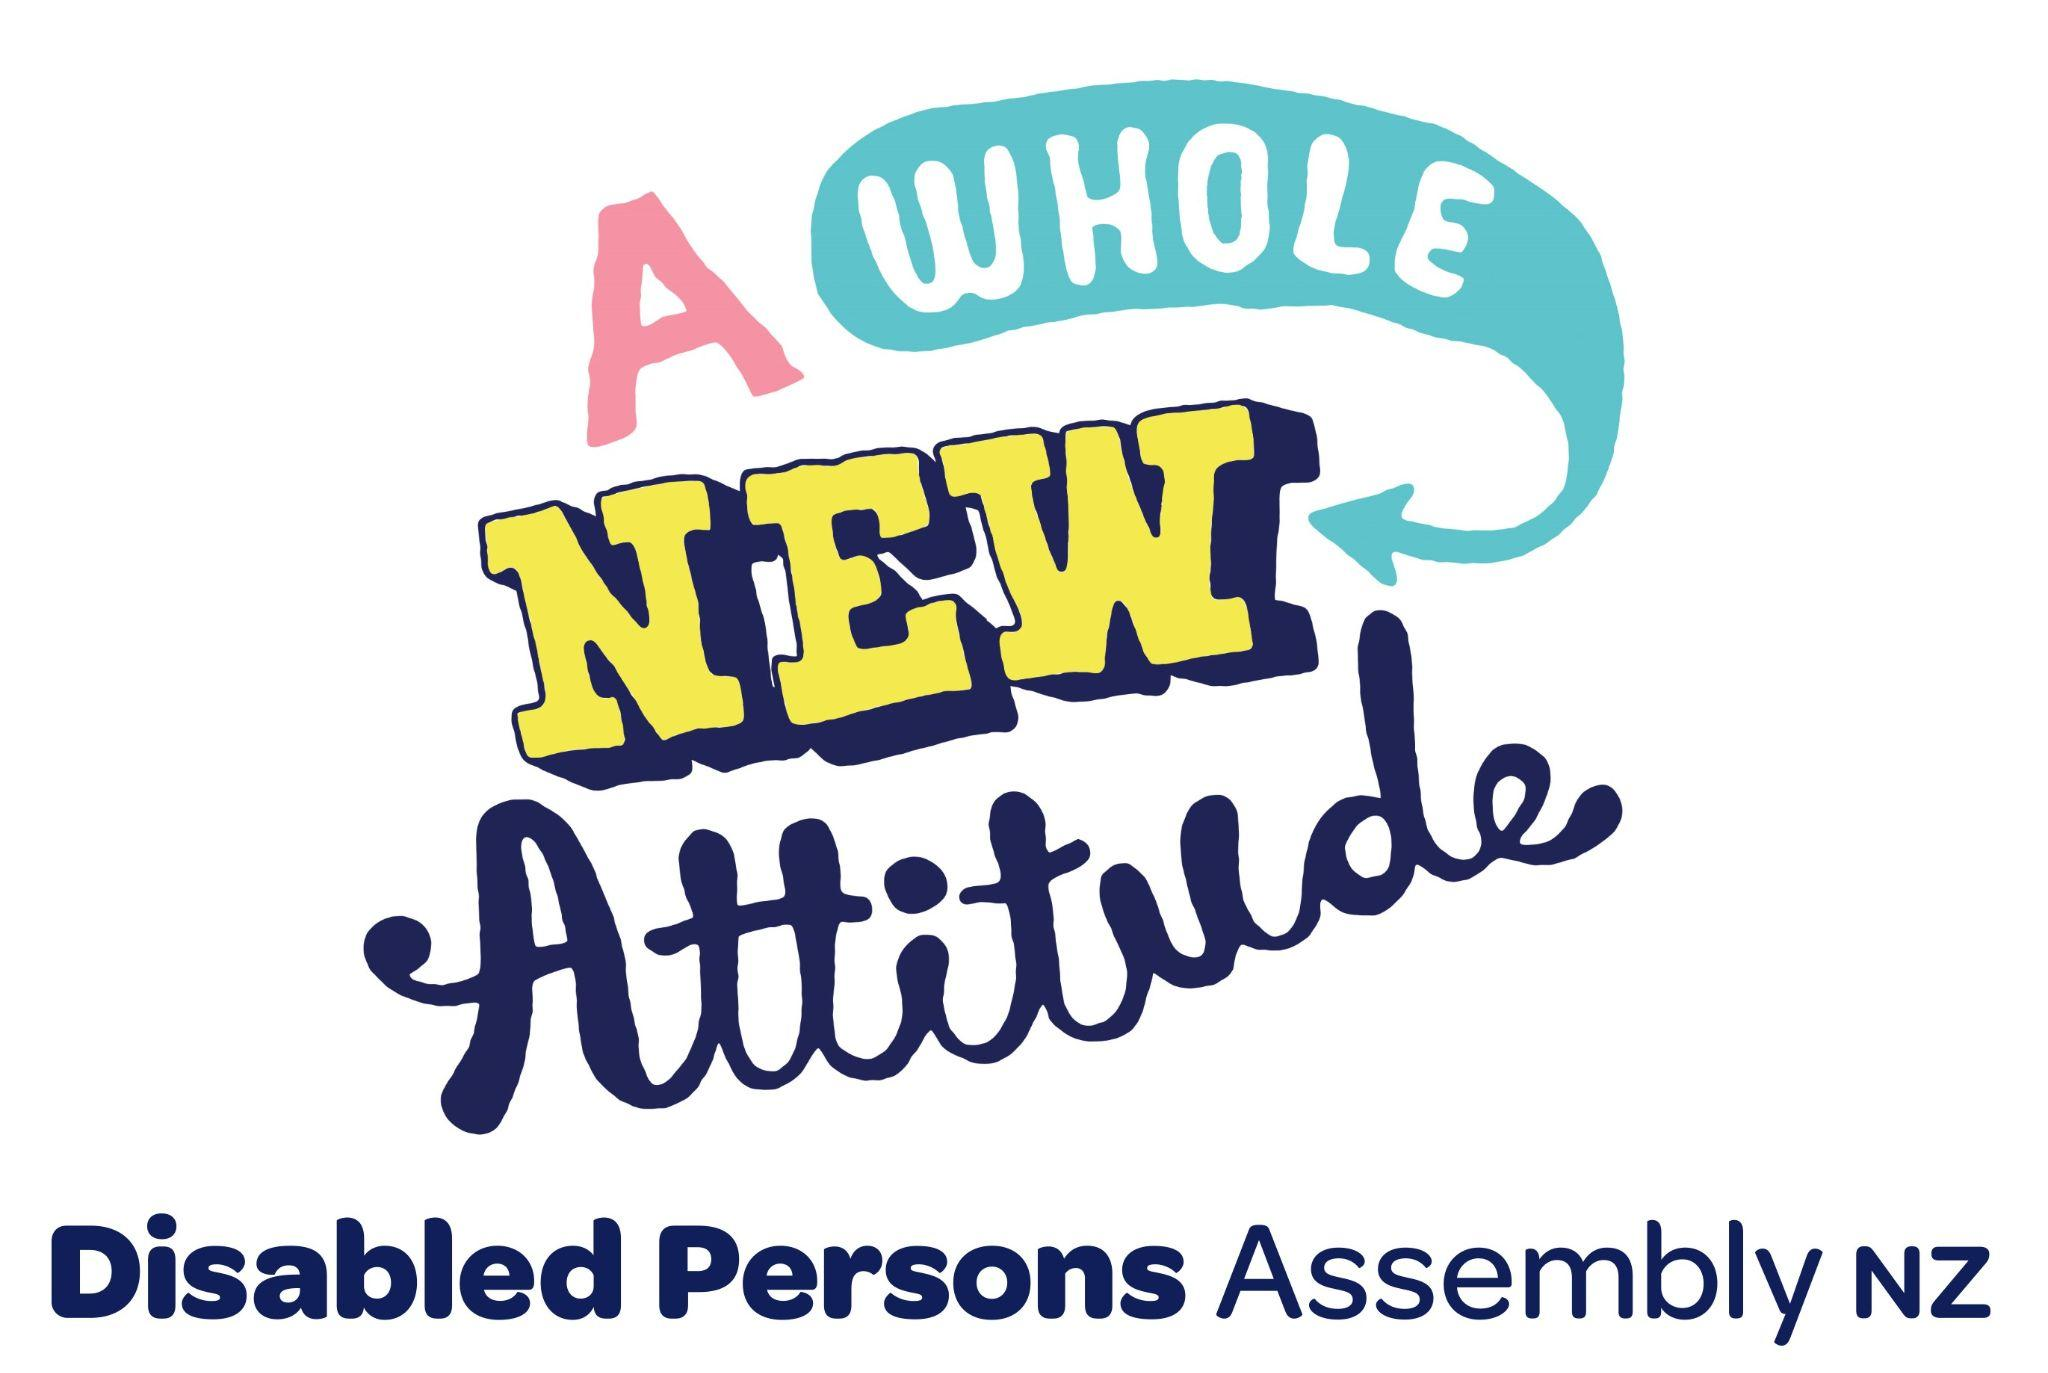 A WHOLE
NEW
Attitude
Disabled Persons Assembly NZ